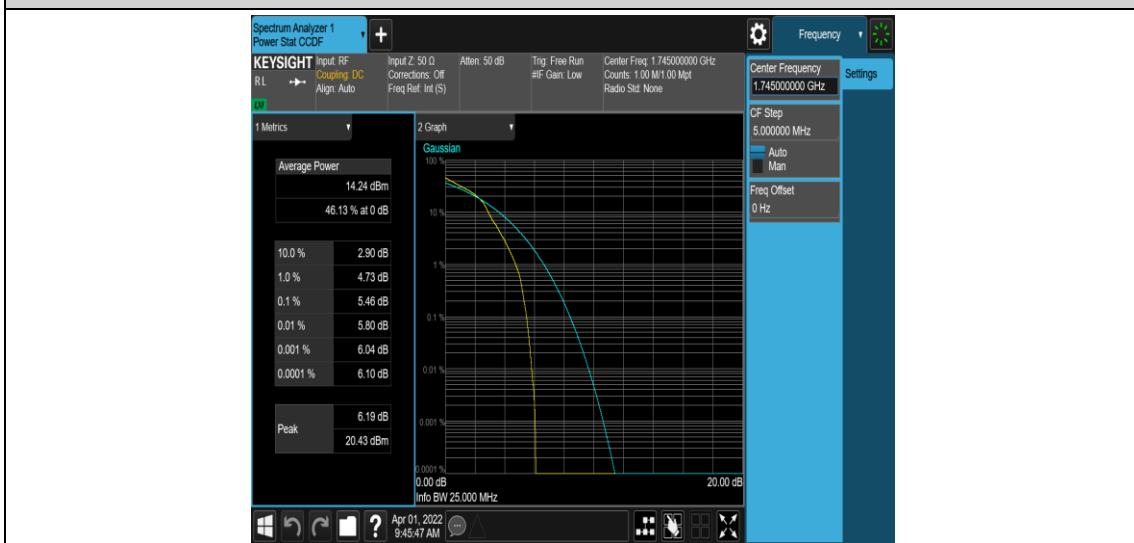 Spectrum Analyzer 1
Power Stat CCDF
+
Frequency
KEYSIGHT
RL
LXI
Input: RF
Coupling: DC
Align: Auto
Input Z: 50 Ω
Corrections: Off
Freq Ref: Int (S)
Atten: 50 dB
Trig: Free Run
#IF Gain: Low
Center Freq: 1.745000000 GHz
Counts: 1.00 M/1.00 Mpt
Radio Std: None
Center Frequency
1.745000000 GHz
Settings
CF Step
5.000000 MHz
Auto
Man
Freq Offset
0 Hz
1 Metrics
Average Power
14.24 dBm
46.13 % at 0 dB
10.0 % 2.90 dB
1.0 % 4.73 dB
0.1 % 5.46 dB
0.01 % 5.80 dB
0.001 % 6.04 dB
0.0001 % 6.10 dB
Peak
6.19 dB
20.43 dBm
2 Graph
Gaussian
100 %
10 %
1 %
0.1 %
0.01 %
0.001 %
0.0001 %
0.00 dB 20.00 dB
Info BW 25.000 MHz
?
Apr 01, 2022
9:45:47 AM